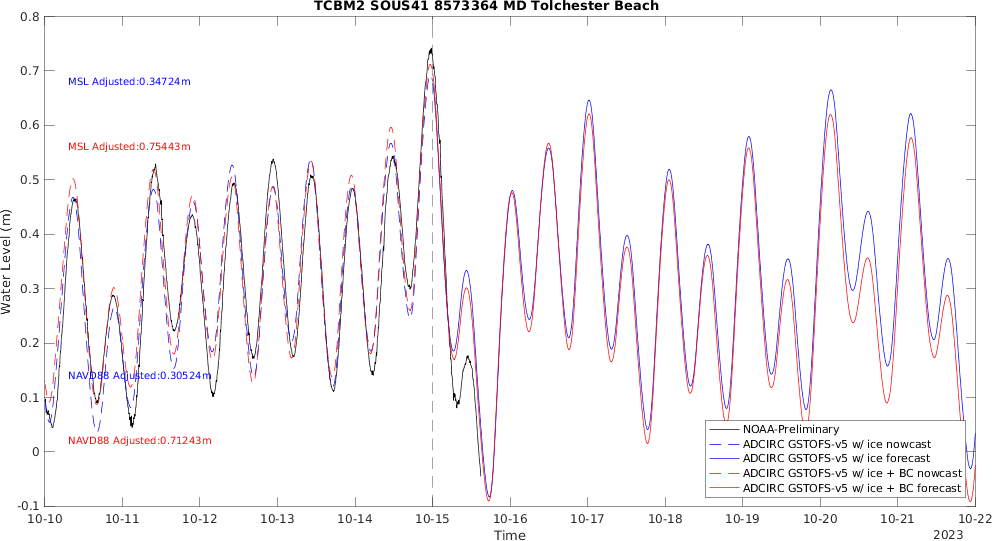 TCBM2 SOUS41 8573364 MD Tolchester Beach
0.8
0.7
0.6
0.5
0.4
0.3
0.2
0.1
0
-0.1
Water Level (m)
MSL Adjusted:0.34724m
MSL Adjusted:0.75443m
NAVD88 Adjusted:0.30524m
NAVD88 Adjusted:0.71243m
NOAA-Preliminary
ADCIRC GSTOFS-v5 w/ ice nowcast
ADCIRC GSTOFS-v5 w/ ice forecast
ADCIRC GSTOFS-v5 w/ ice + BC nowcast
ADCIRC GSTOFS-v5 w/ ice + BC forecast
10-10 10-11 10-12 10-13 10-14 10-15 10-16 10-17 10-18 10-19 10-20 10-21 10-22
Time
2023